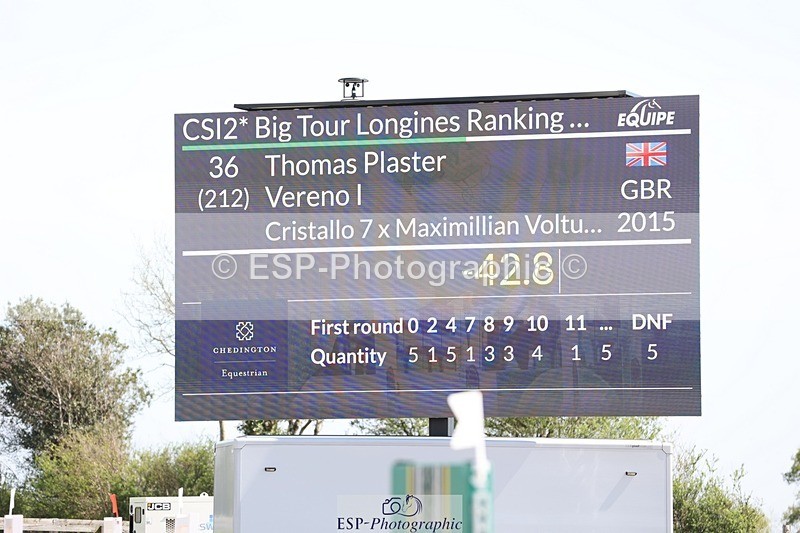 CSI2* Big Tour Longines Ranking ... EQUIPE
36 Thomas Plaster
(212) Vereno I GBR
Cristallo 7 x Maximillian Voltu... 2015
-42.8
© ESP-Photographic ©
First round 0 2 4 7 8 9 10 11 ... DNF
Quantity 5 1 5 1 3 3 4 1 5 5
CHEDINGTON
Equestrian
JCB
SW
ESP-Photographic